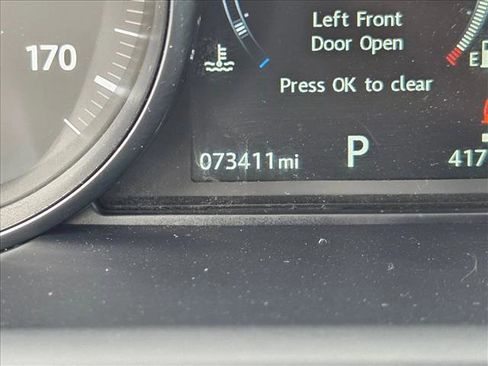 170
Left Front
Door Open
E
Press OK to clear
073411mi P 417